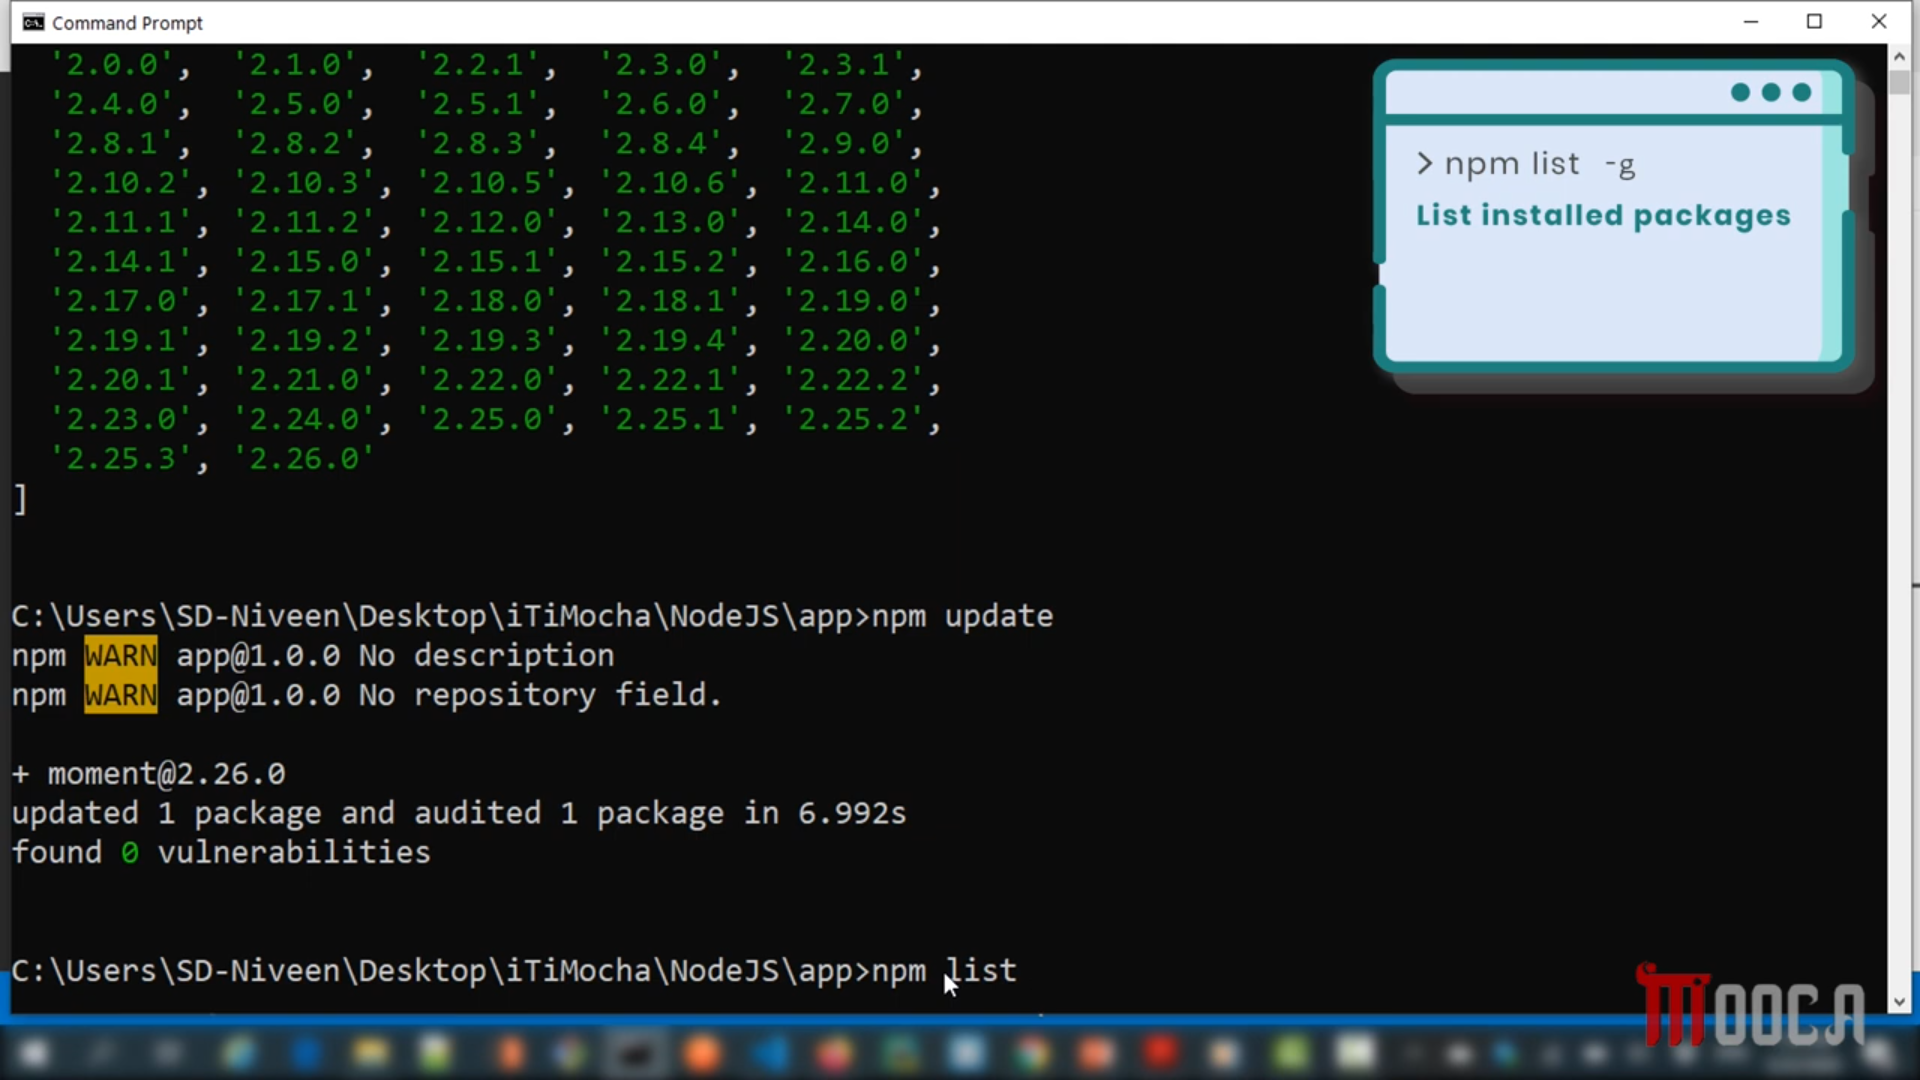 Command Prompt
'2.0.0', '2.1.0', '2.2.1', '2.3.0', '2.3.1',
'2.4.0', '2.5.0', '2.5.1', '2.6.0', '2.7.0',
'2.8.1', '2.8.2', '2.8.3', '2.8.4', '2.9.0',
'2.10.2', '2.10.3', '2.10.5', '2.10.6', '2.11.0',
'2.11.1', '2.11.2', '2.12.0', '2.13.0', '2.14.0',
'2.14.1', '2.15.0', '2.15.1', '2.15.2', '2.16.0',
'2.17.0', '2.17.1', '2.18.0', '2.18.1', '2.19.0',
'2.19.1', '2.19.2', '2.19.3', '2.19.4', '2.20.0',
'2.20.1', '2.21.0', '2.22.0', '2.22.1', '2.22.2',
'2.23.0', '2.24.0', '2.25.0', '2.25.1', '2.25.2',
'2.25.3', '2.26.0'
]
> npm list -g
List installed packages
C:\Users\SD-Niveen\Desktop\iTiMocha\NodeJS\app>npm update
npm WARN app@1.0.0 No description
npm WARN app@1.0.0 No repository field.
+ moment@2.26.0
updated 1 package and audited 1 package in 6.992s
found 0 vulnerabilities
C:\Users\SD-Niveen\Desktop\iTiMocha\NodeJS\app>npm list
MOOCA